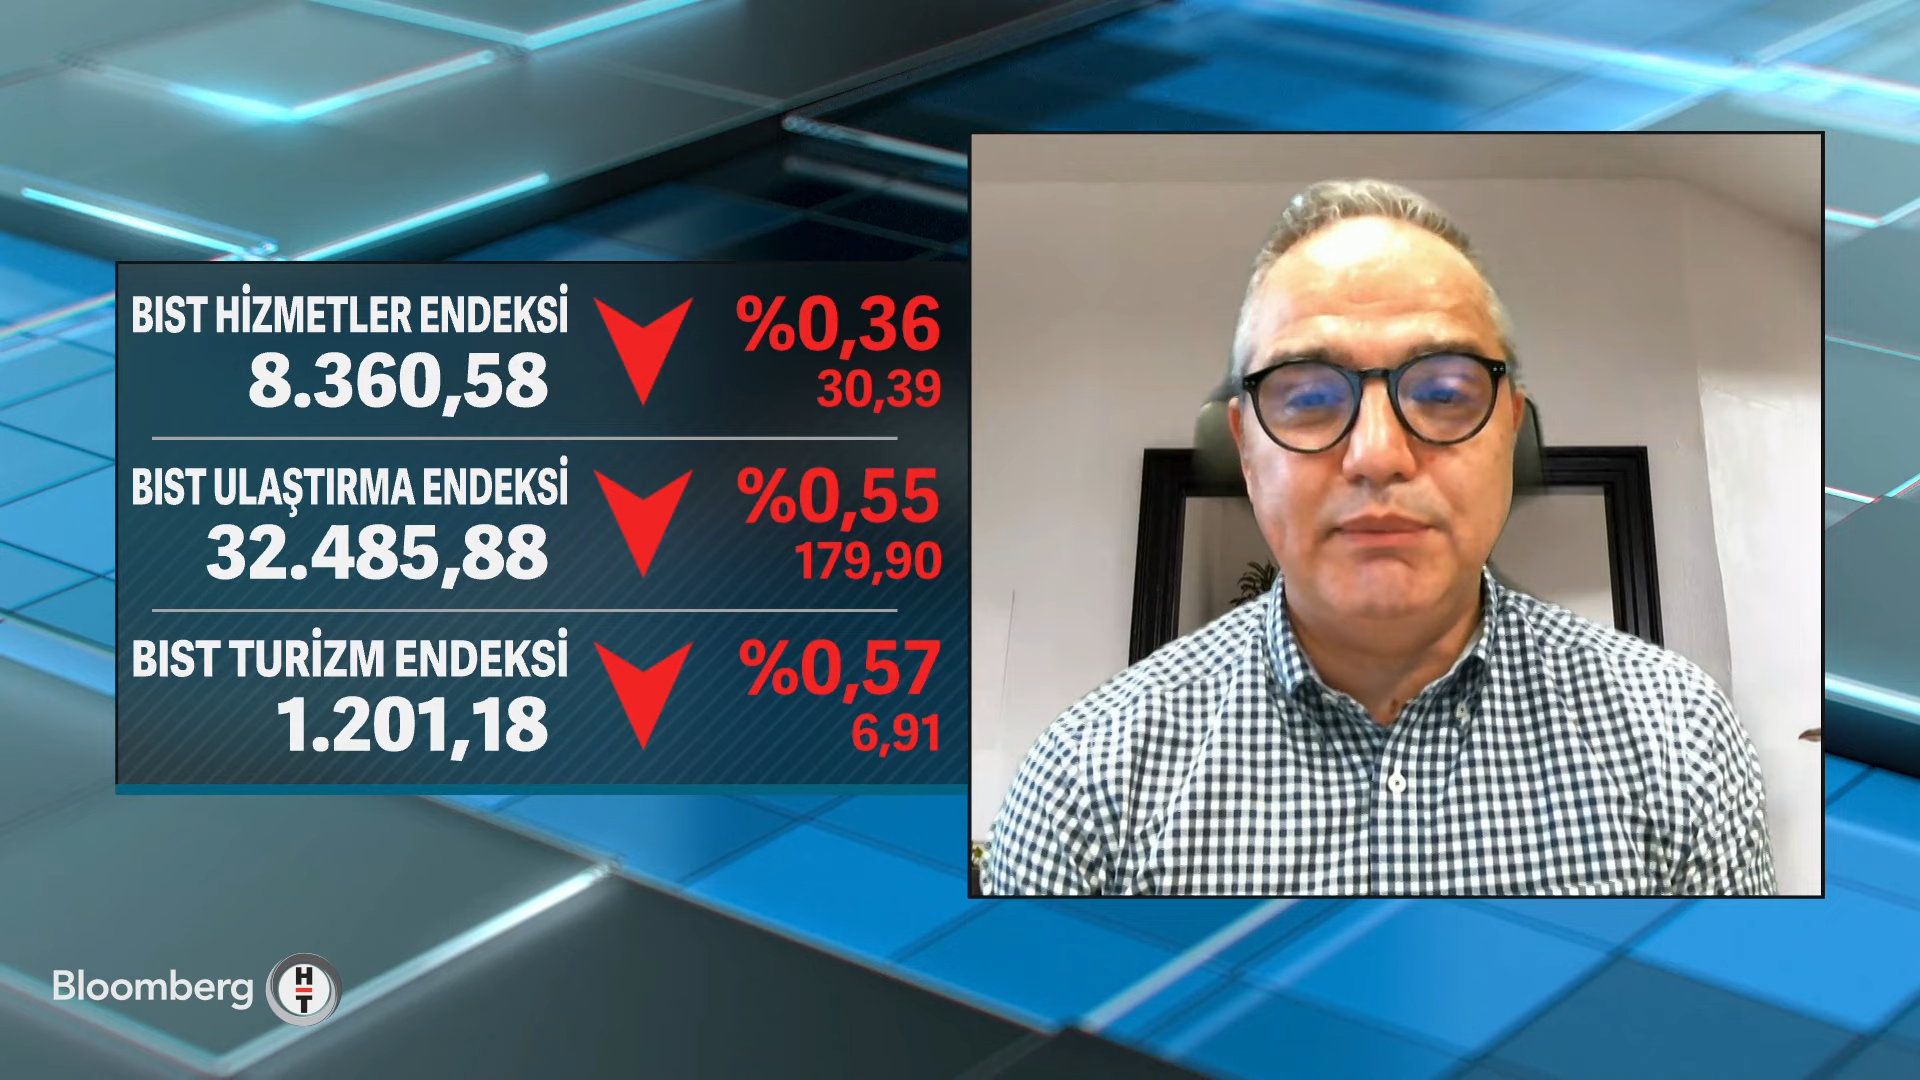 BIST HİZMETLER ENDEKSİ
8.360,58
%0,36
30,39
BIST ULAŞTIRMA ENDEKSİ
32.485,88
%0,55
179,90
BIST TURİZM ENDEKSİ
1.201,18
%0,57
6,91
Bloomberg HT